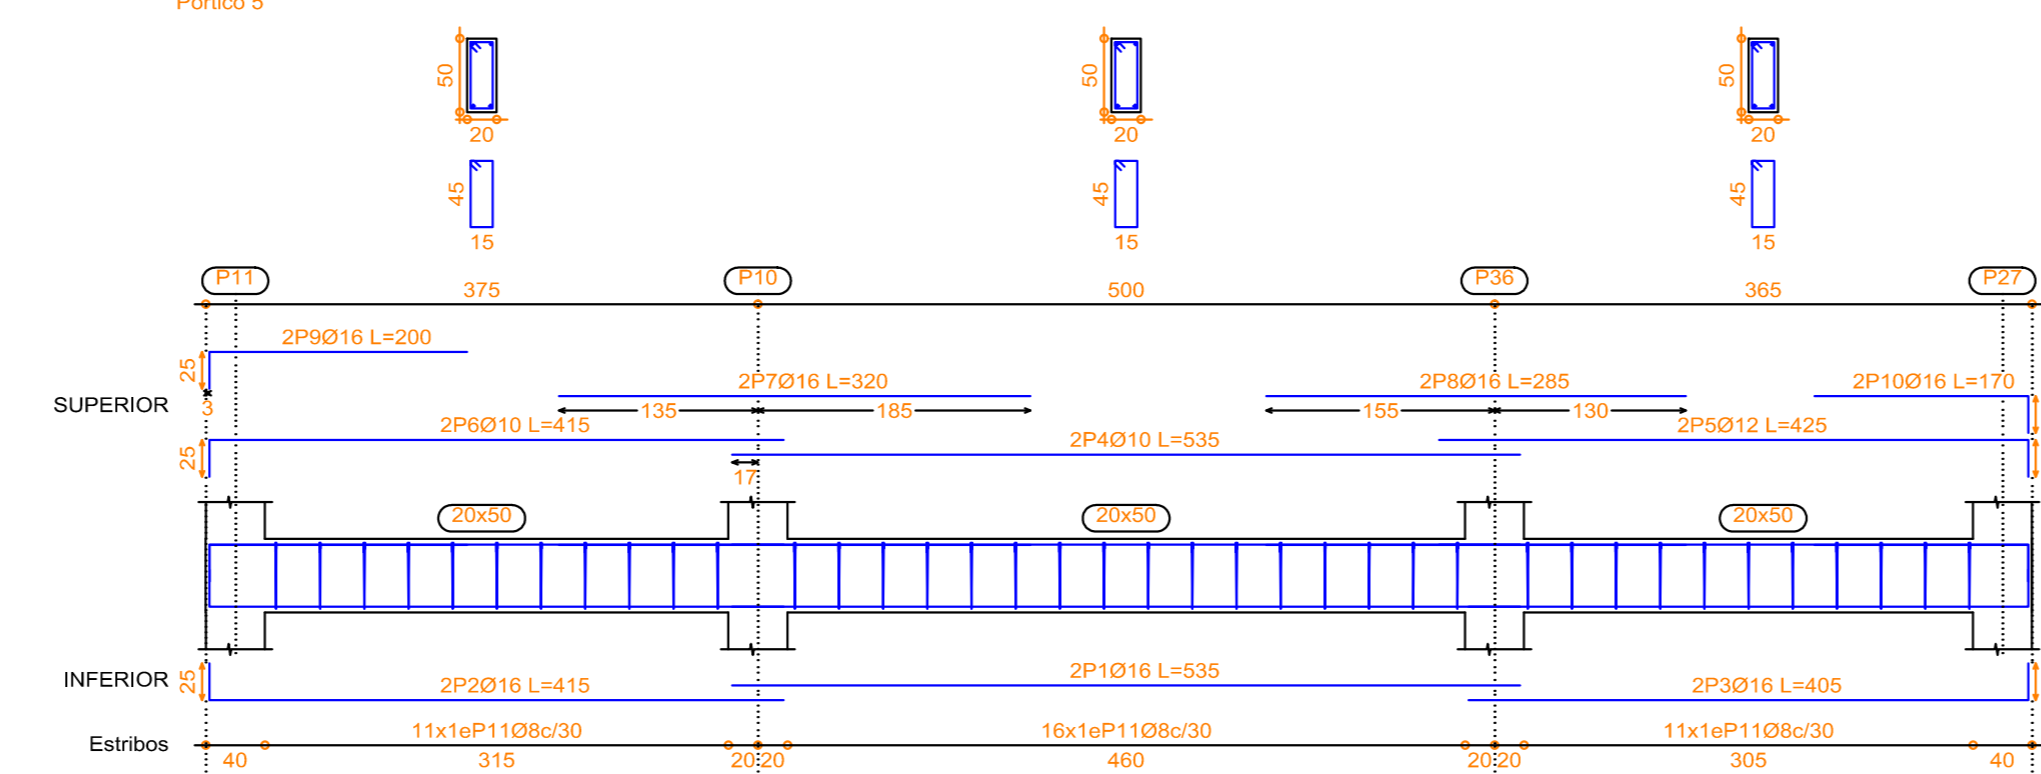 Pórtico 5
50
50
50
20
20
20
45
45
45
15
15
15
P11
P10
P36
P27
375
500
365
2P9Ø16 L=200
25
2P7Ø16 L=320
2P8Ø16 L=285
2P10Ø16 L=170
SUPERIOR
3
135
185
155
130
2P6Ø10 L=415
2P4Ø10 L=535
2P5Ø12 L=425
25
17
20x50
20x50
20x50
INFERIOR
25
2P2Ø16 L=415
2P1Ø16 L=535
2P3Ø16 L=405
Estribos
11x1eP11Ø8c/30
16x1eP11Ø8c/30
11x1eP11Ø8c/30
40
315
20
20
460
20
20
305
40